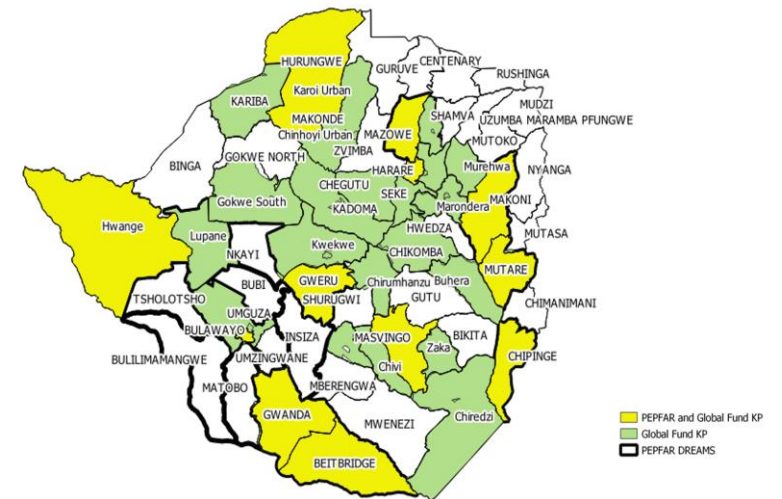 HURUNGWE
GURUVE
CENTENARY
RUSHINGA
Karoi Urban
KARIBA
MAKONDE
SHAMVA
MUDZI
UZUMBA MARAMBA PFUNGWE
Chinhoyi Urban
MAZOWE
MUTOKO
ZVIMBA
BINGA
GOKWE NORTH
HARARE
Murehwa
NYANGA
CHEGUTU
SEKE
Gokwe South
KADOMA
Marondera
MAKONI
Hwange
HWEDZA
MUTASA
Lupane
Kwekwe
CHIKOMBA
NKAYI
MUTARE
GWERU
Chirumhanzu
Buhera
BUBI
TSHOLOTSHO
SHURUGWI
GUTU
CHIMANIMANI
UMGUZA
BULAWAYO
INSIZA
MASVINGO
BIKITA
Zaka
CHIPINGE
BULILIMAMANGWE
UMZINGWANE
Chivi
MATOBO
MBERENGWA
GWANDA
MWENEZI
Chiredzi
BEITBRIDGE
PEPFAR and Global Fund KP
Global Fund KP
PEPFAR DREAMS